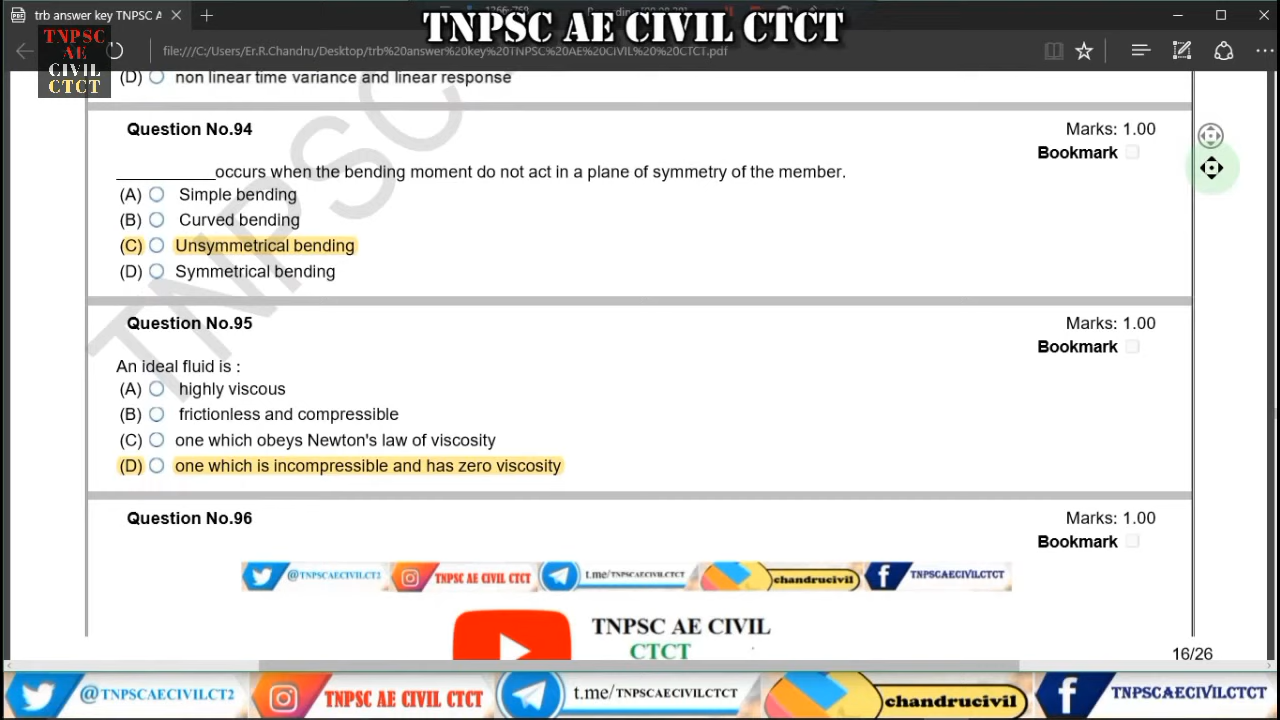 trb answer key TNPSC A
TNPSC AE CIVIL CTCT
TNPSC
AE
CIVIL
CTCT
file:///C:/Users/Er.R.Chandru/Desktop/trb%20answer%20key%20TNPSC%20AE%20CIVIL%20%20CTCT.pdf
(D) non linear time variance and linear response
Question No.94
Marks: 1.00
Bookmark
___________occurs when the bending moment do not act in a plane of symmetry of the member.
(A) Simple bending
(B) Curved bending
(C) Unsymmetrical bending
(D) Symmetrical bending
TNPSC
Question No.95
Marks: 1.00
Bookmark
An ideal fluid is :
(A) highly viscous
(B) frictionless and compressible
(C) one which obeys Newton's law of viscosity
(D) one which is incompressible and has zero viscosity
Question No.96
Marks: 1.00
Bookmark
@TNPSCAECIVILCT2 TNPSC AE CIVIL CTCT t.me/TNPSCAECIVILCTCT chandrucivil TNPSCAECIVILCTCT
TNPSC AE CIVIL
CTCT
16/26
@TNPSCAECIVILCT2 TNPSC AE CIVIL CTCT t.me/TNPSCAECIVILCTCT chandrucivil TNPSCAECIVILCTCT